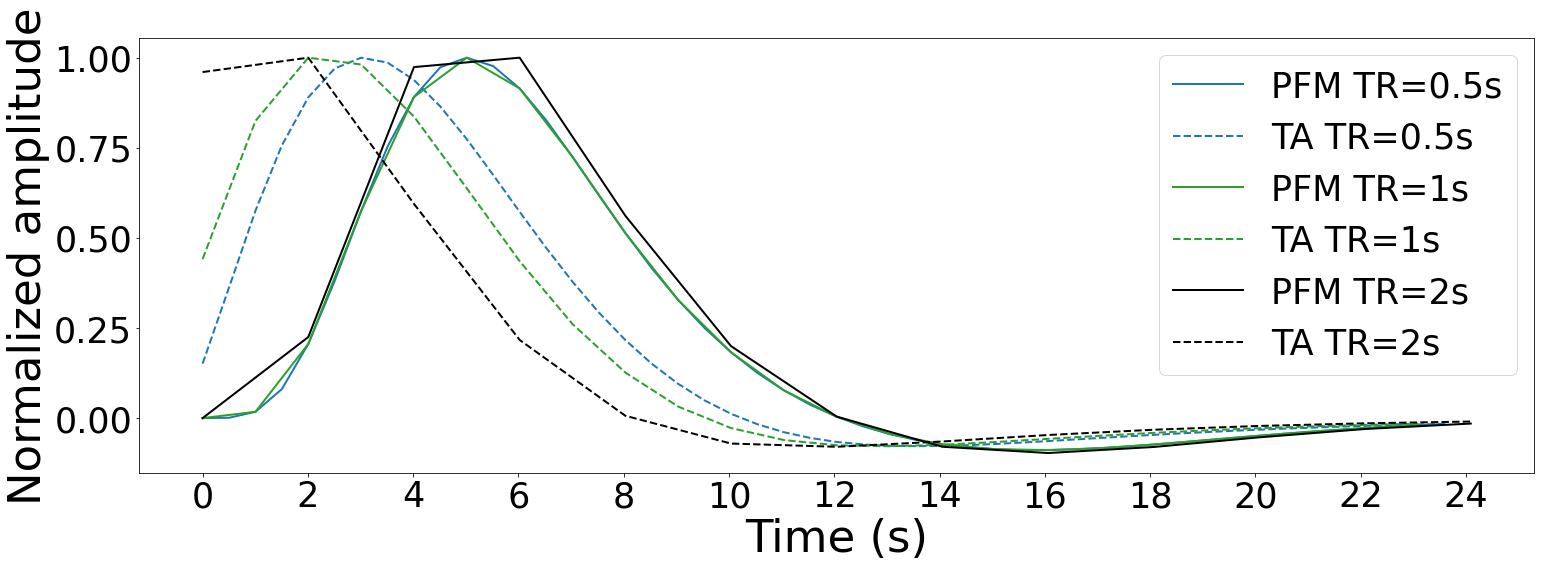 Normalized amplitude
1.00
0.75
0.50
0.25
0.00
0 2 4 6 8 10 12 14 16 18 20 22 24
Time (s)
PFM TR=0.5s
TA TR=0.5s
PFM TR=1s
TA TR=1s
PFM TR=2s
TA TR=2s